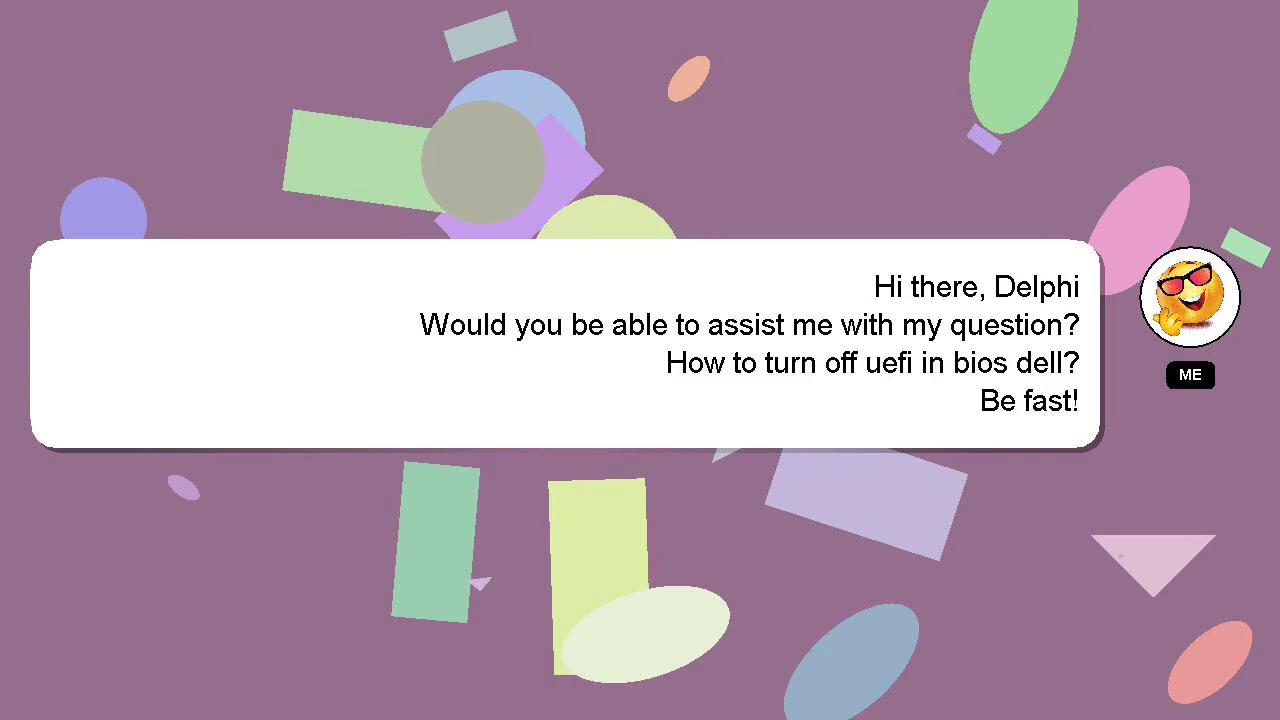 Hi there, Delphi
Would you be able to assist me with my question?
How to turn off uefi in bios dell?
Be fast!
ME